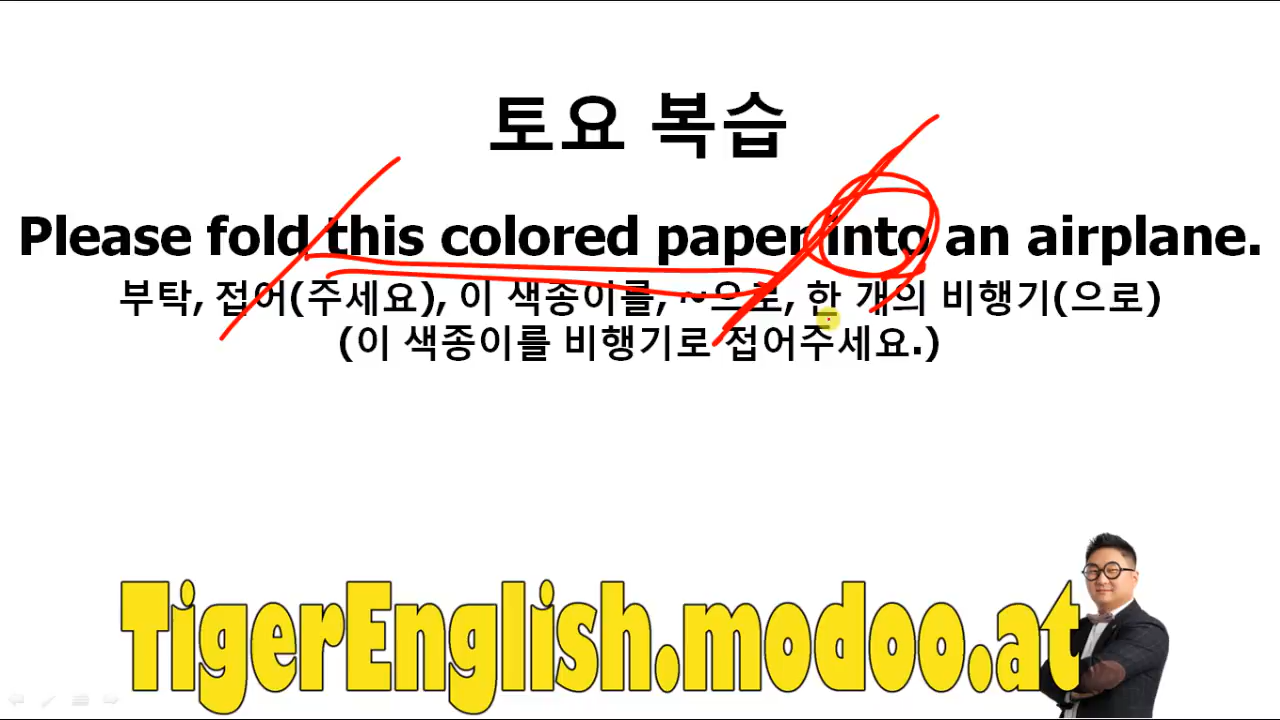 토요 복습
Please fold this colored paper into an airplane.
부탁, 접어(주세요), 이 색종이를, ~으로, 한 개의 비행기(으로)
(이 색종이를 비행기로 접어주세요.)
TigerEnglish.modoo.at